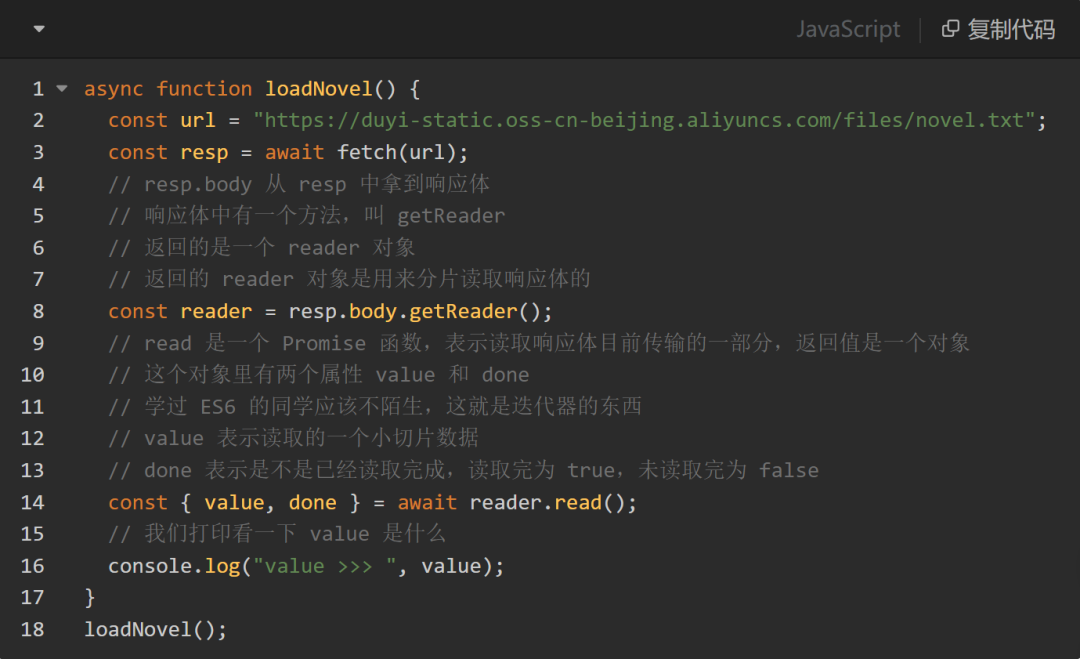 JavaScript 复制代码
1 async function loadNovel() {
2 const url = "https://duyi-static.oss-cn-beijing.aliyuncs.com/files/novel.txt";
3 const resp = await fetch(url);
4 // resp.body 从 resp 中拿到响应体
5 // 响应体中有一个方法，叫 getReader
6 // 返回的是一个 reader 对象
7 // 返回的 reader 对象是用来分片读取响应体的
8 const reader = resp.body.getReader();
9 // read 是一个 Promise 函数，表示读取响应体目前传输的一部分，返回值是一个对象
10 // 这个对象里有两个属性 value 和 done
11 // 学过 ES6 的同学应该不陌生，这就是迭代器的东西
12 // value 表示读取的一个小切片数据
13 // done 表示是不是已经读取完成，读取完为 true，未读取完为 false
14 const { value, done } = await reader.read();
15 // 我们打印看一下 value 是什么
16 console.log("value >>> ", value);
17 }
18 loadNovel();